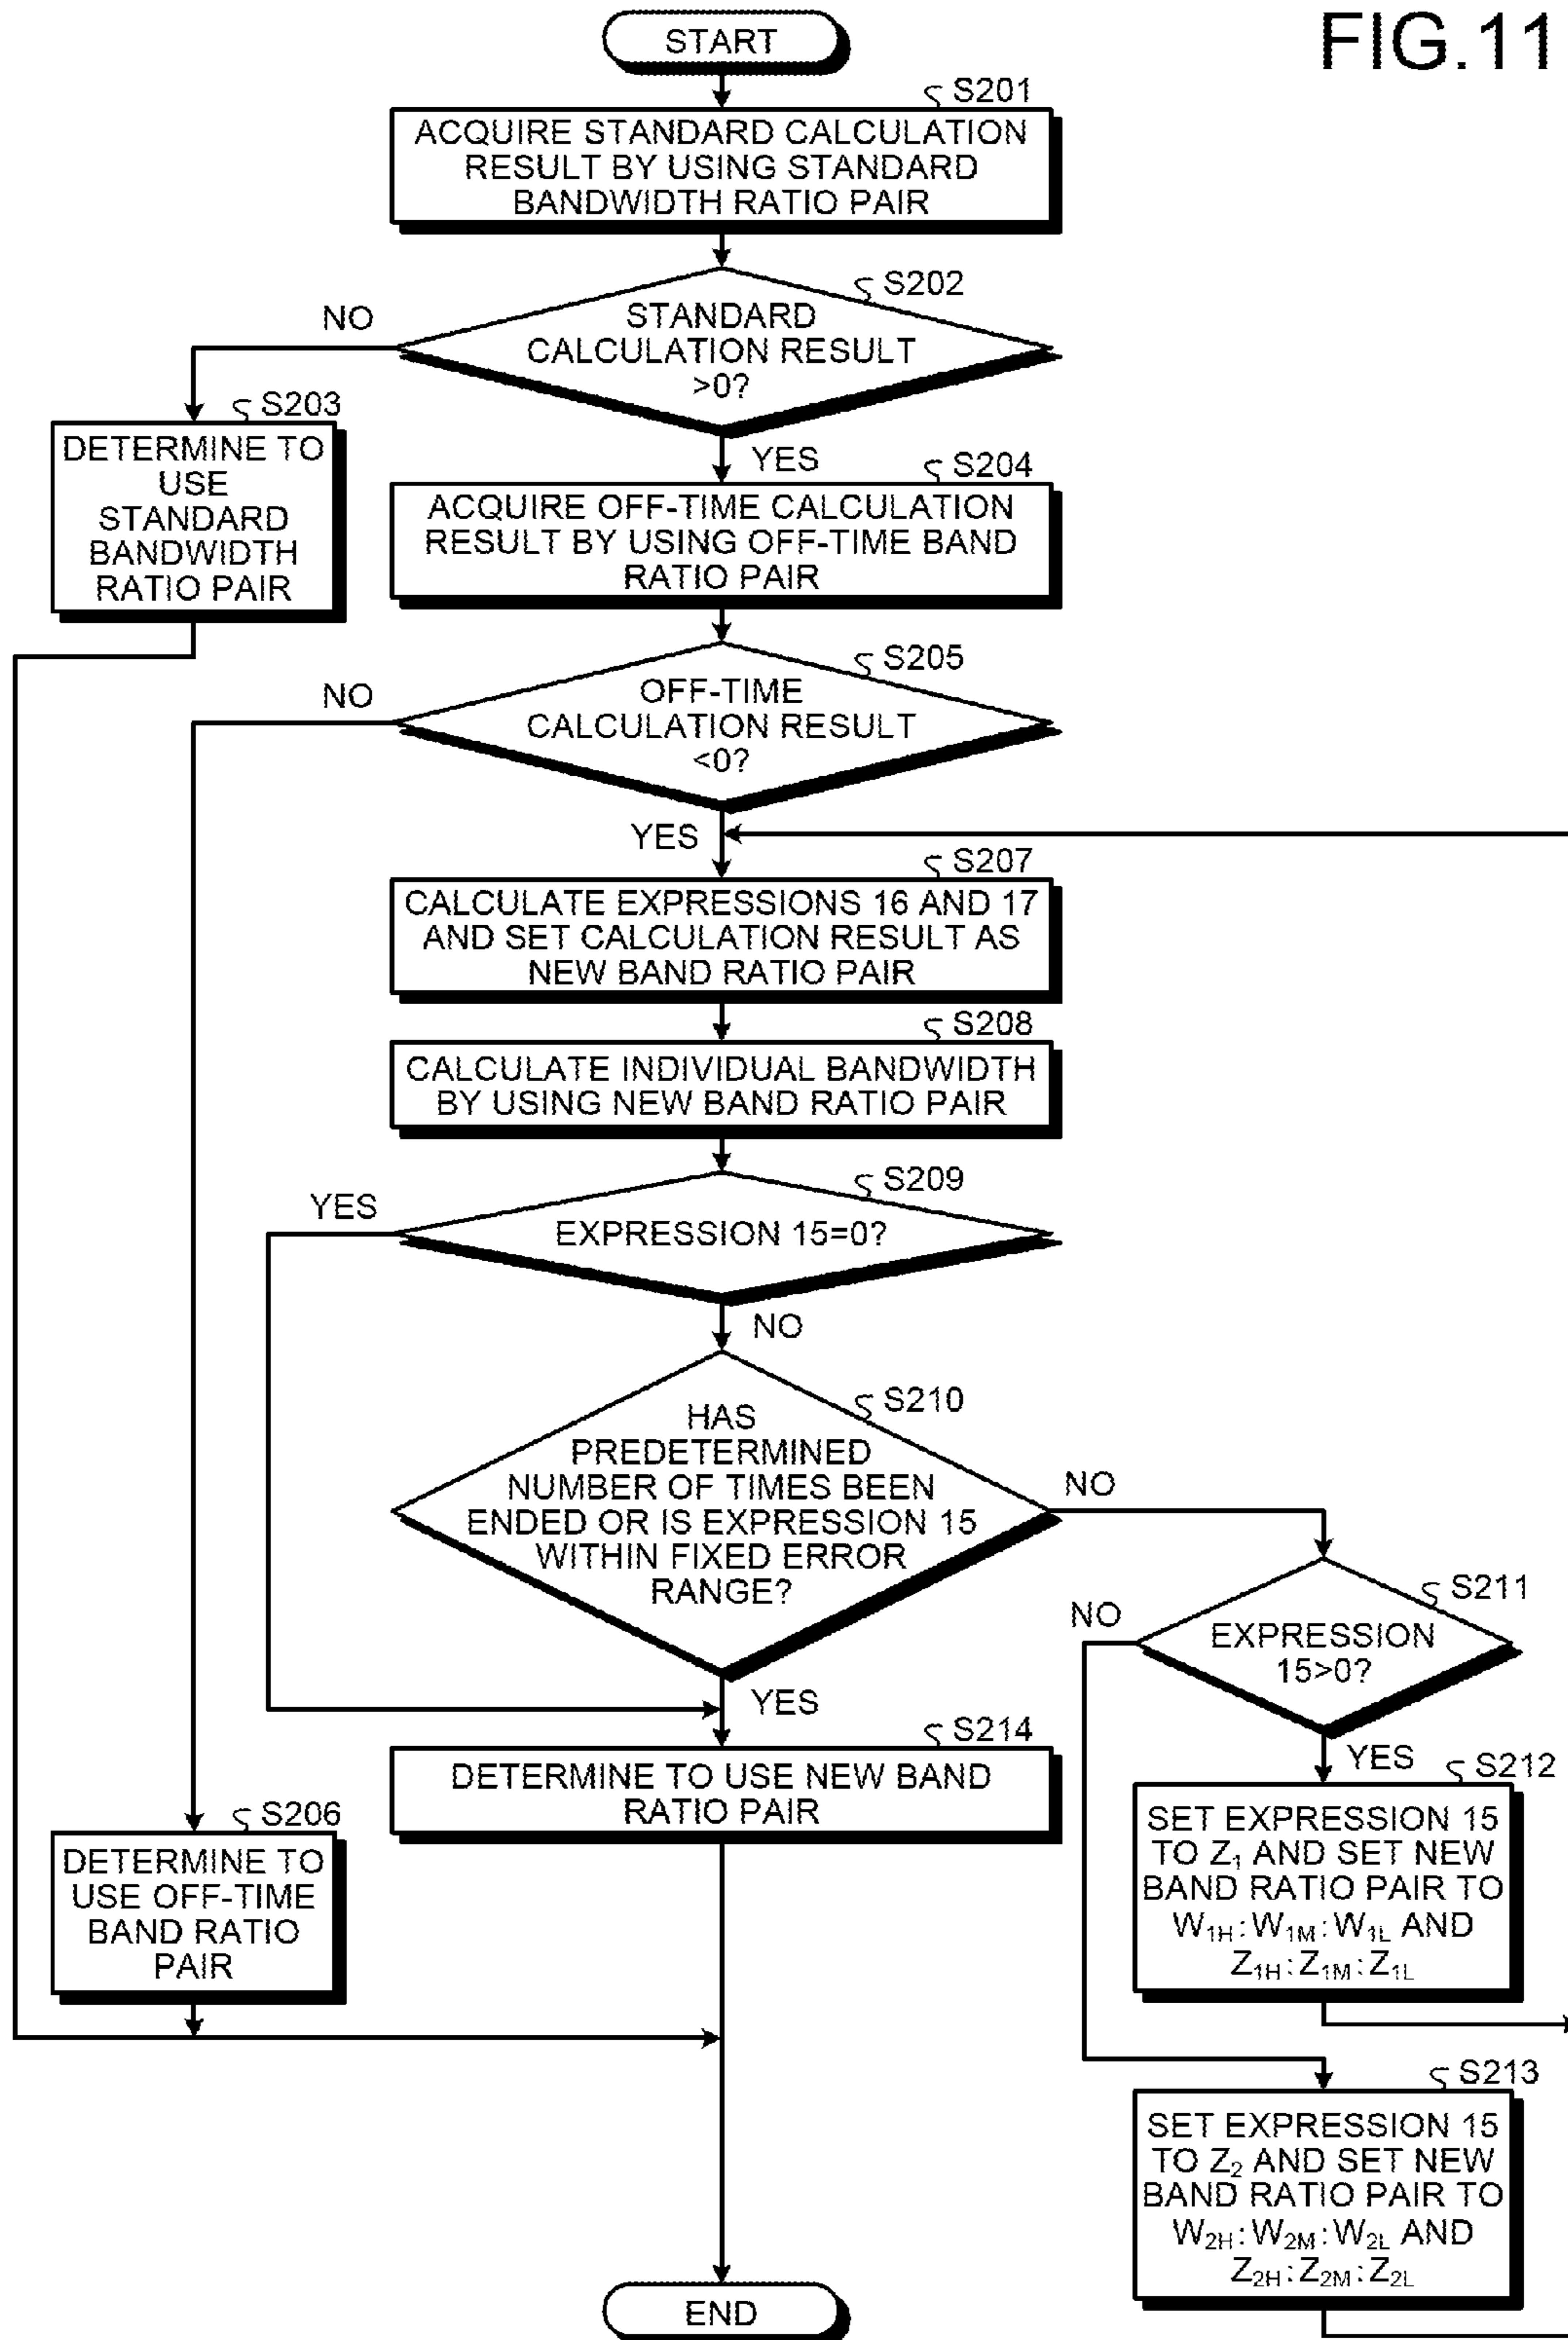 FIG.11
START
S201
ACQUIRE STANDARD CALCULATION
RESULT BY USING STANDARD
BANDWIDTH RATIO PAIR
S202
STANDARD
CALCULATION RESULT
>0?
NO
YES
S203
DETERMINE TO
USE
STANDARD
BANDWIDTH
RATIO PAIR
S204
ACQUIRE OFF-TIME CALCULATION
RESULT BY USING OFF-TIME BAND
RATIO PAIR
S205
OFF-TIME
CALCULATION RESULT
<0?
NO
YES
S207
CALCULATE EXPRESSIONS 16 AND 17
AND SET CALCULATION RESULT AS
NEW BAND RATIO PAIR
S208
CALCULATE INDIVIDUAL BANDWIDTH
BY USING NEW BAND RATIO PAIR
S209
EXPRESSION 15=0?
YES
NO
S210
HAS
PREDETERMINED
NUMBER OF TIMES BEEN
ENDED OR IS EXPRESSION 15
WITHIN FIXED ERROR
RANGE?
NO
YES
S211
EXPRESSION
15>0?
NO
YES
S214
DETERMINE TO USE NEW BAND
RATIO PAIR
S212
SET EXPRESSION 15
TO Z₁ AND SET NEW
BAND RATIO PAIR TO
W₁H:W₁M:W₁L AND
Z₁H:Z₁M:Z₁L
S206
DETERMINE TO
USE OFF-TIME
BAND RATIO
PAIR
S213
SET EXPRESSION 15
TO Z₂ AND SET NEW
BAND RATIO PAIR TO
W₂H:W₂M:W₂L AND
Z₂H:Z₂M:Z₂L
END